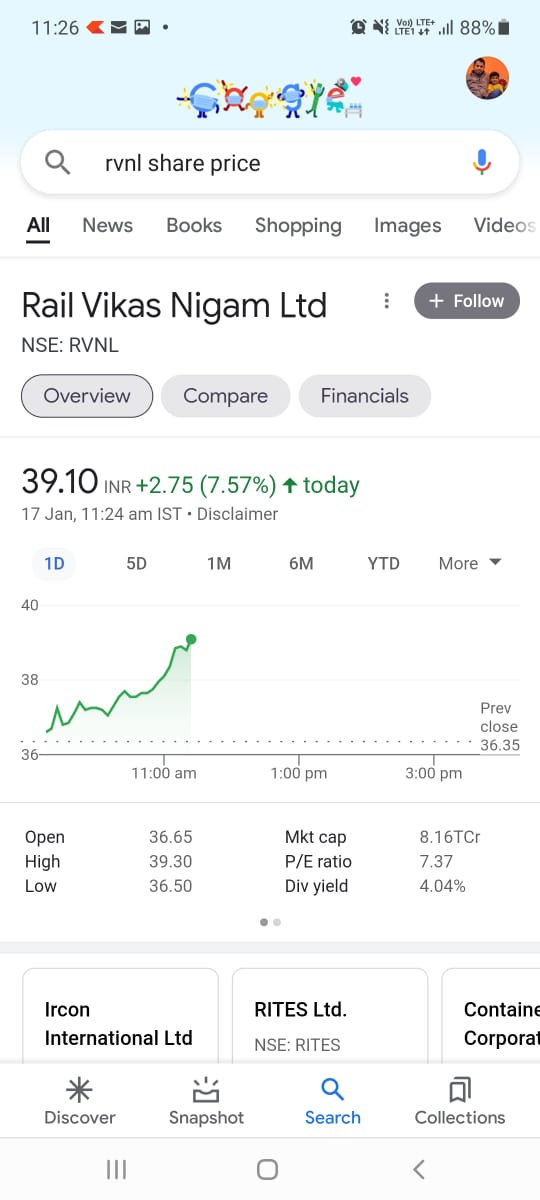 11:26
Vo) LTE+
LTE1
88%
Google
rvnl share price
All News Books Shopping Images Videos
Rail Vikas Nigam Ltd
+ Follow
NSE: RVNL
Overview Compare Financials
39.10 INR +2.75 (7.57%) ↑ today
17 Jan, 11:24 am IST • Disclaimer
1D 5D 1M 6M YTD More
40
38
36
Prev
close
36.35
11:00 am 1:00 pm 3:00 pm
Open 36.65 Mkt cap 8.16TCr
High 39.30 P/E ratio 7.37
Low 36.50 Div yield 4.04%
Ircon
International Ltd
RITES Ltd.
NSE: RITES
Containe
Corporat
Discover Snapshot Search Collections